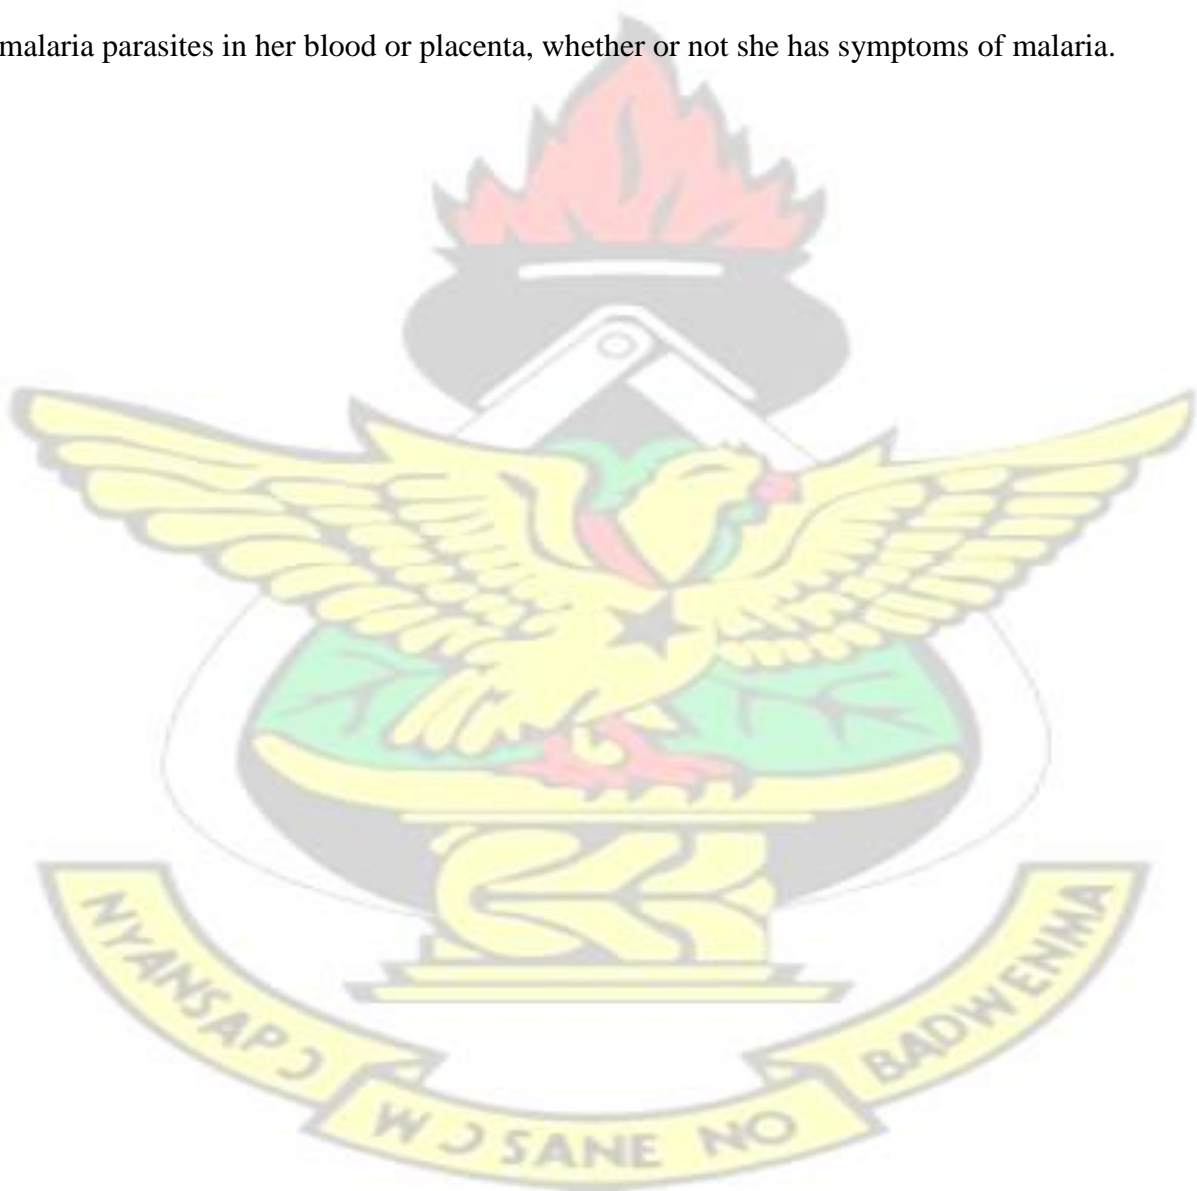 malaria parasites in her blood or placenta, whether or not she has symptoms of malaria.
NYANSAPƆ
WƆSANE NO
BADWENMA